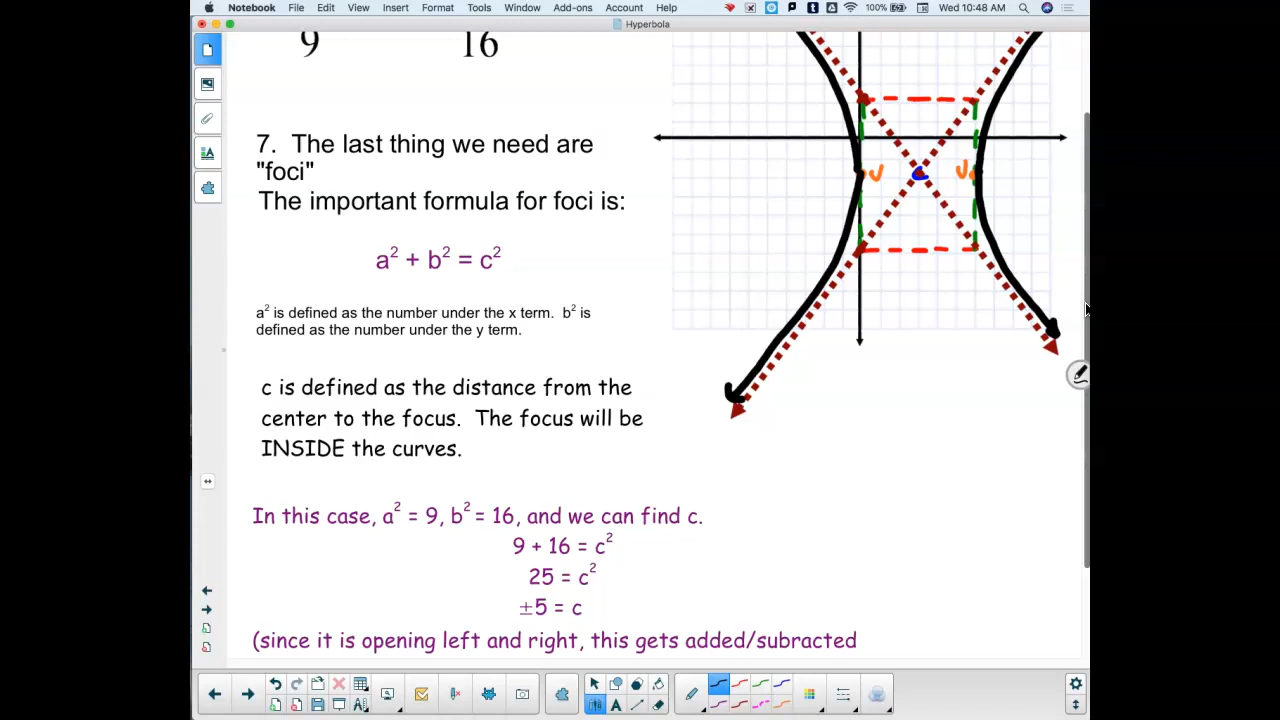 Notebook File Edit View Insert Format Tools Window Add-ons Account Help 100% Wed 10:48 AM
Hyperbola
9 16
7. The last thing we need are
"foci"
The important formula for foci is:
a² + b² = c²
a² is defined as the number under the x term. b² is
defined as the number under the y term.
c is defined as the distance from the
center to the focus. The focus will be
INSIDE the curves.
In this case, a² = 9, b² = 16, and we can find c.
9 + 16 = c²
25 = c²
±5 = c
(since it is opening left and right, this gets added/subracted
v v